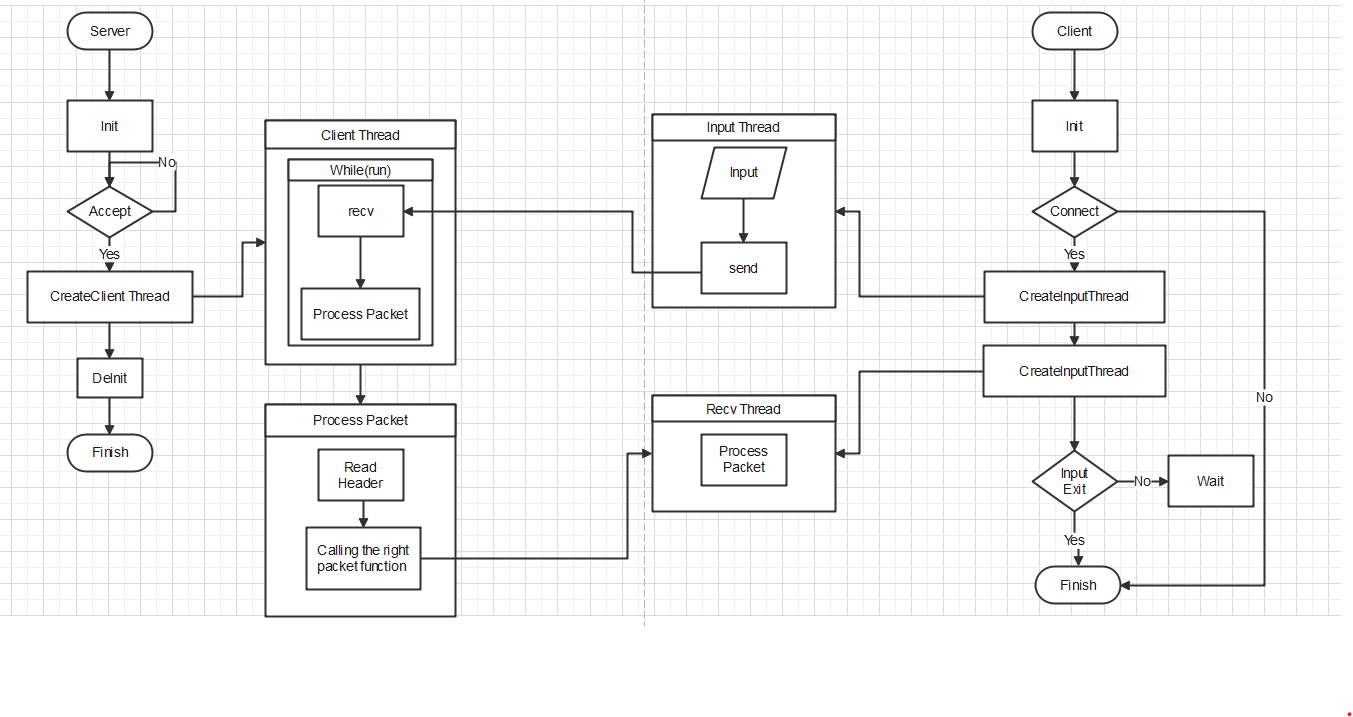 Server
Init
No
Accept
Yes
CreateClient Thread
DeInit
Finish
Client Thread
While(run)
recv
Process Packet
Process Packet
Read
Header
Calling the right
packet function
Input Thread
Input
send
Recv Thread
Process
Packet
Client
Init
Connect
Yes
CreateInputThread
CreateInputThread
No
Input
Exit
No
Wait
Yes
Finish